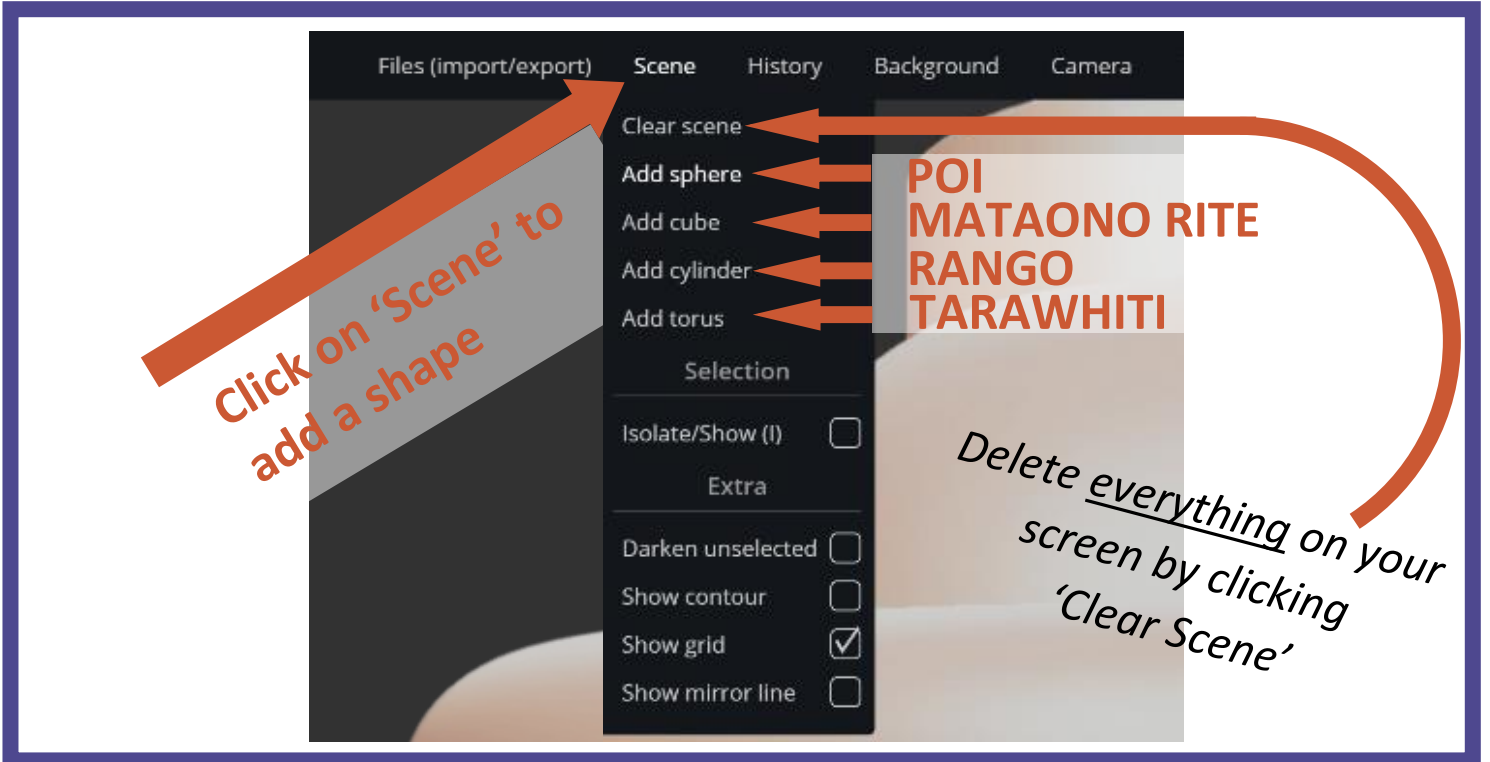 Files (import/export) Scene History Background Camera
Clear scene
Add sphere
Add cube
Add cylinder
Add torus
Selection
Isolate/Show (I)
Extra
Darken unselected
Show contour
Show grid
Show mirror line
POI
MATAONO RITE
RANGO
TARAWHITI
Click on ‘Scene’ to
add a shape
Delete everything on your
screen by clicking
‘Clear Scene’